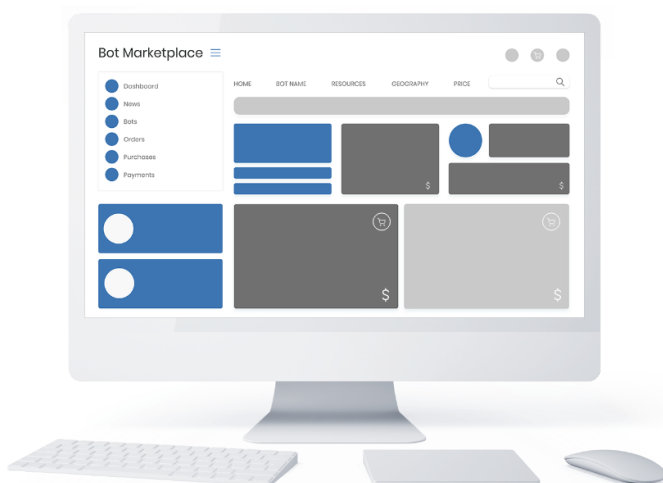 Bot Marketplace
Dashboard
News
Bots
Orders
Purchases
Payments
HOME BOT NAME RESOURCES GEOGRAPHY PRICE
$
$
$
$